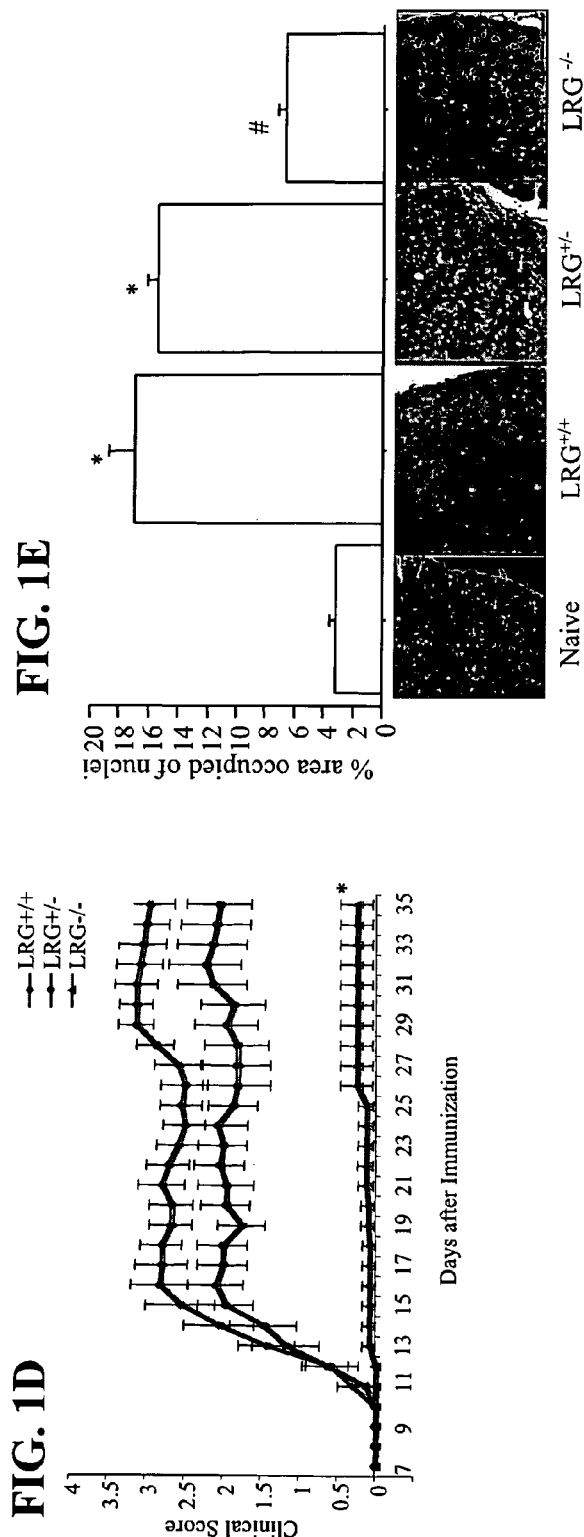 FIG. 1D
LRG+/+
LRG+/-
LRG-/-
Clinical Score
4
3.5
3
2.5
2
1.5
1
0.5
0
*
7 9 11 13 15 17 19 21 23 25 27 29 31 33 35
Days after Immunization
FIG. 1E
% area occupied of nuclei
20
18
16
14
12
10
8
6
4
2
0
* * #
Naive LRG+/+ LRG+/- LRG -/-